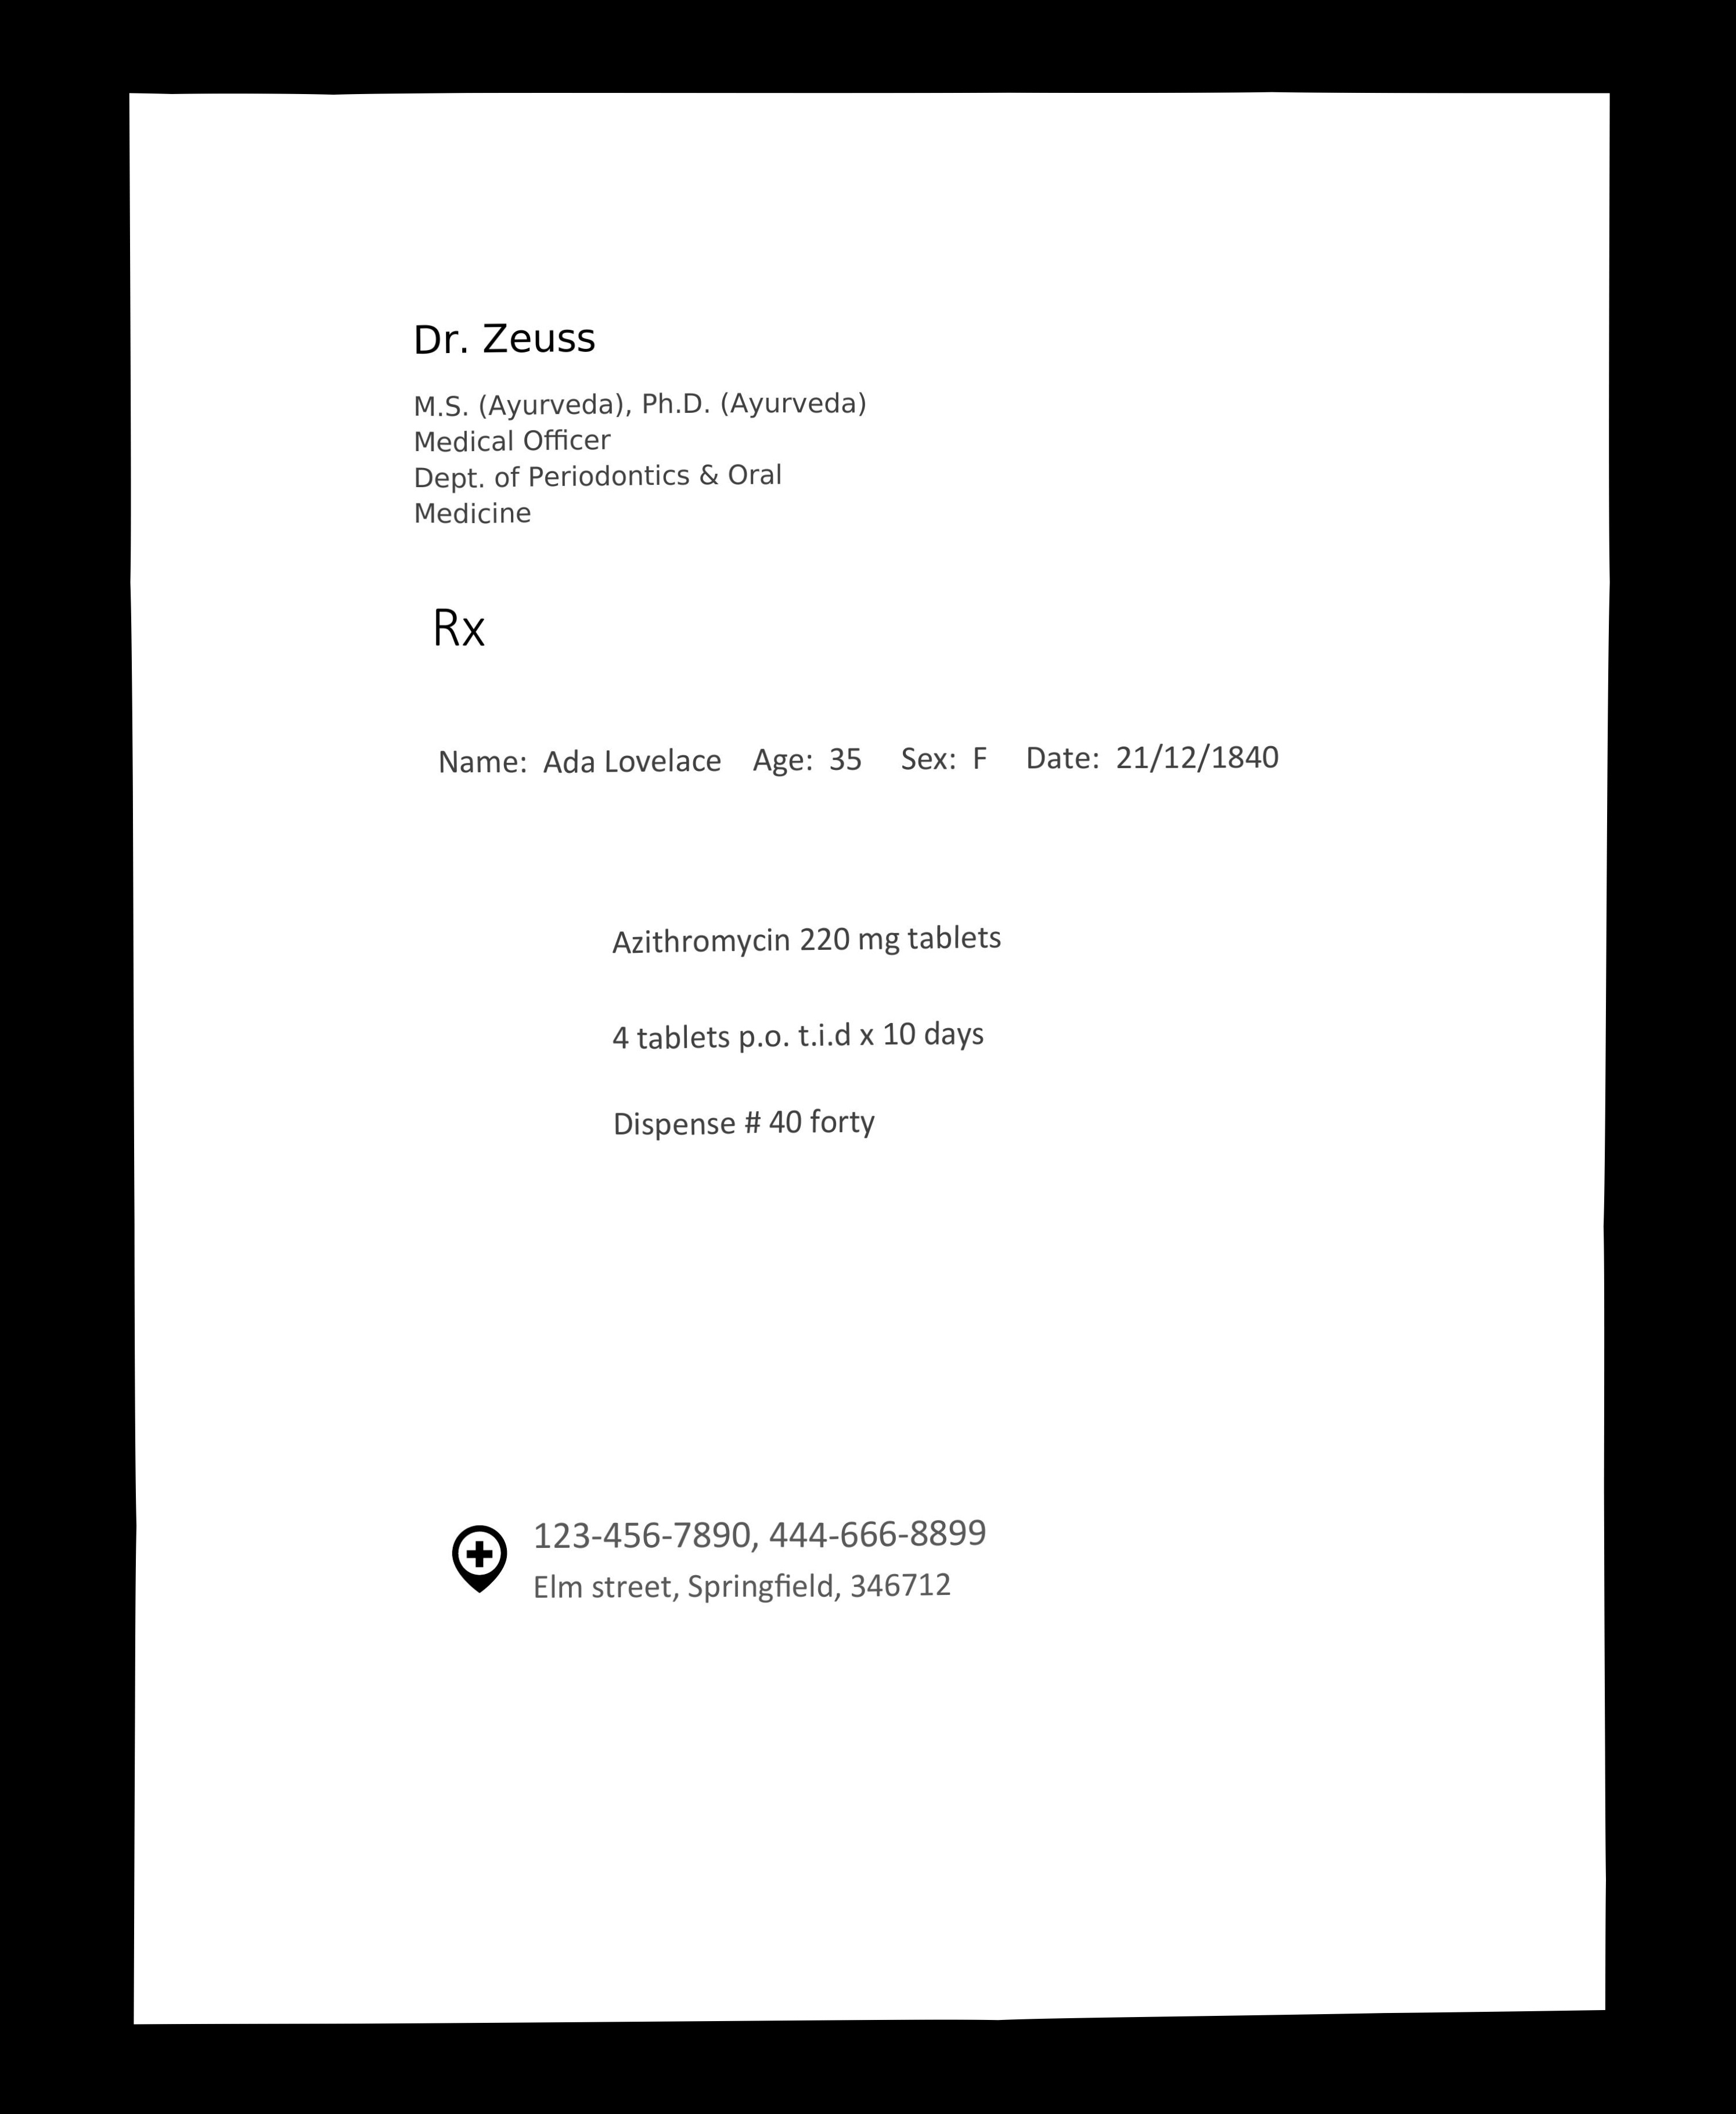 Dr. Zeuss
M.S. (Ayurveda), Ph.D. (Ayurveda)
Medical Officer
Dept. of Periodontics & Oral
Medicine
Rx
Name: Ada Lovelace Age: 35 Sex: F Date: 21/12/1840
Azithromycin 220 mg tablets
4 tablets p.o. t.i.d x 10 days
Dispense # 40 forty
123-456-7890, 444-666-8899
Elm street, Springfield, 346712